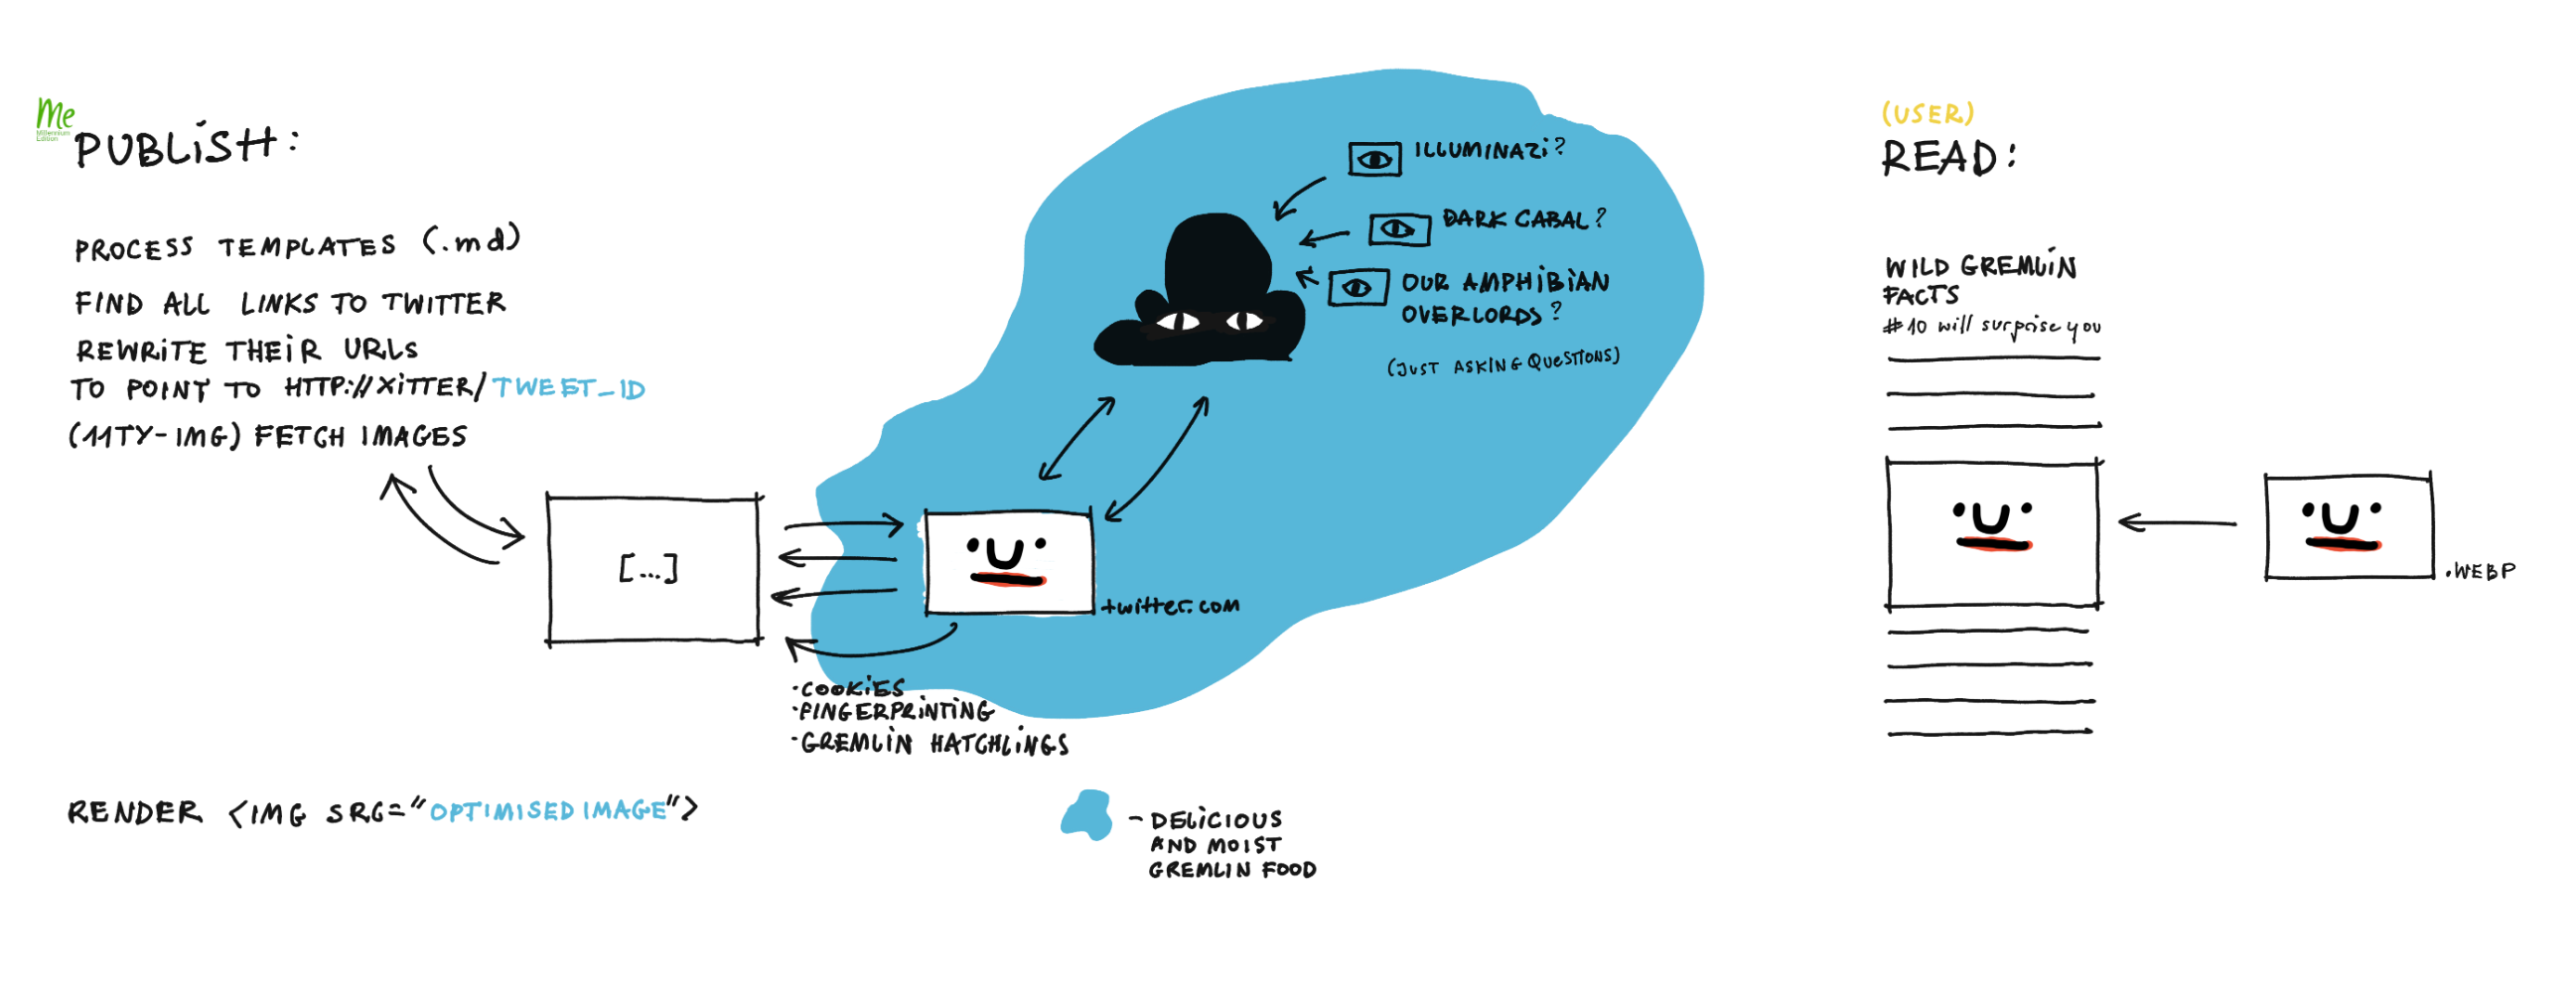 Me
Millennium
Edition
PUBLISH:
PROCESS TEMPLATES (.md)
FIND ALL LINKS TO TWITTER
REWRITE THEIR URLS
TO POINT TO HTTP://XITTER/TWEET_ID
(11TY-IMG) FETCH IMAGES
[...]
twitter.com
·COOKIES
·FINGERPRINTING
·GREMLIN HATCHLINGS
RENDER <IMG SRC="OPTIMISED IMAGE">
ILLUMINAZI?
DARK CABAL?
OUR AMPHIBIAN
OVERLORDS?
(JUST ASKING QUESTIONS)
- DELICIOUS
AND MOIST
GREMLIN FOOD
(USER)
READ:
WILD GREMLIN
FACTS
#10 will surprise you
.WEBP